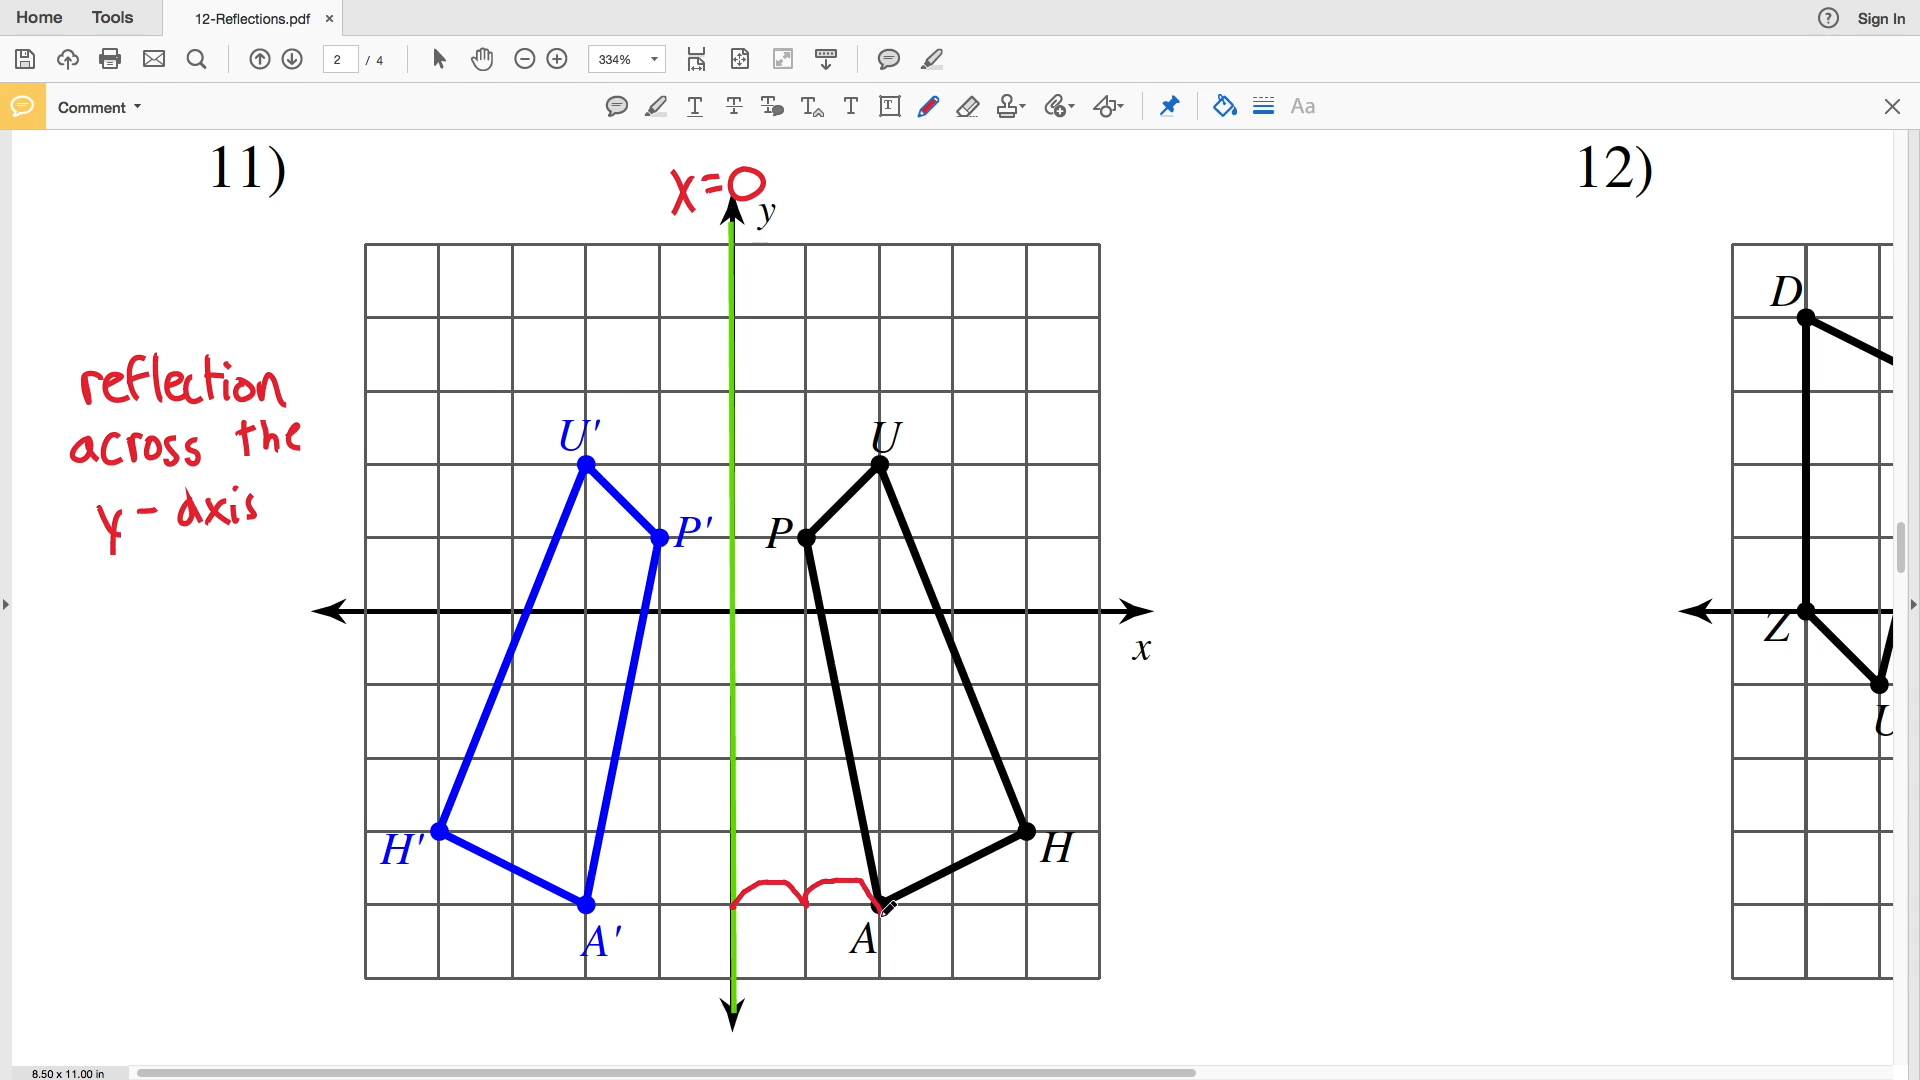 Home Tools 12-Reflections.pdf × ? Sign In
2 / 4 334%
Comment T T T T T T Aa
11)
x=0
y
12)
D
reflection
across the
y-axis
U' U
P' P
x
Z
U
H' H
A' A
8.50 x 11.00 in